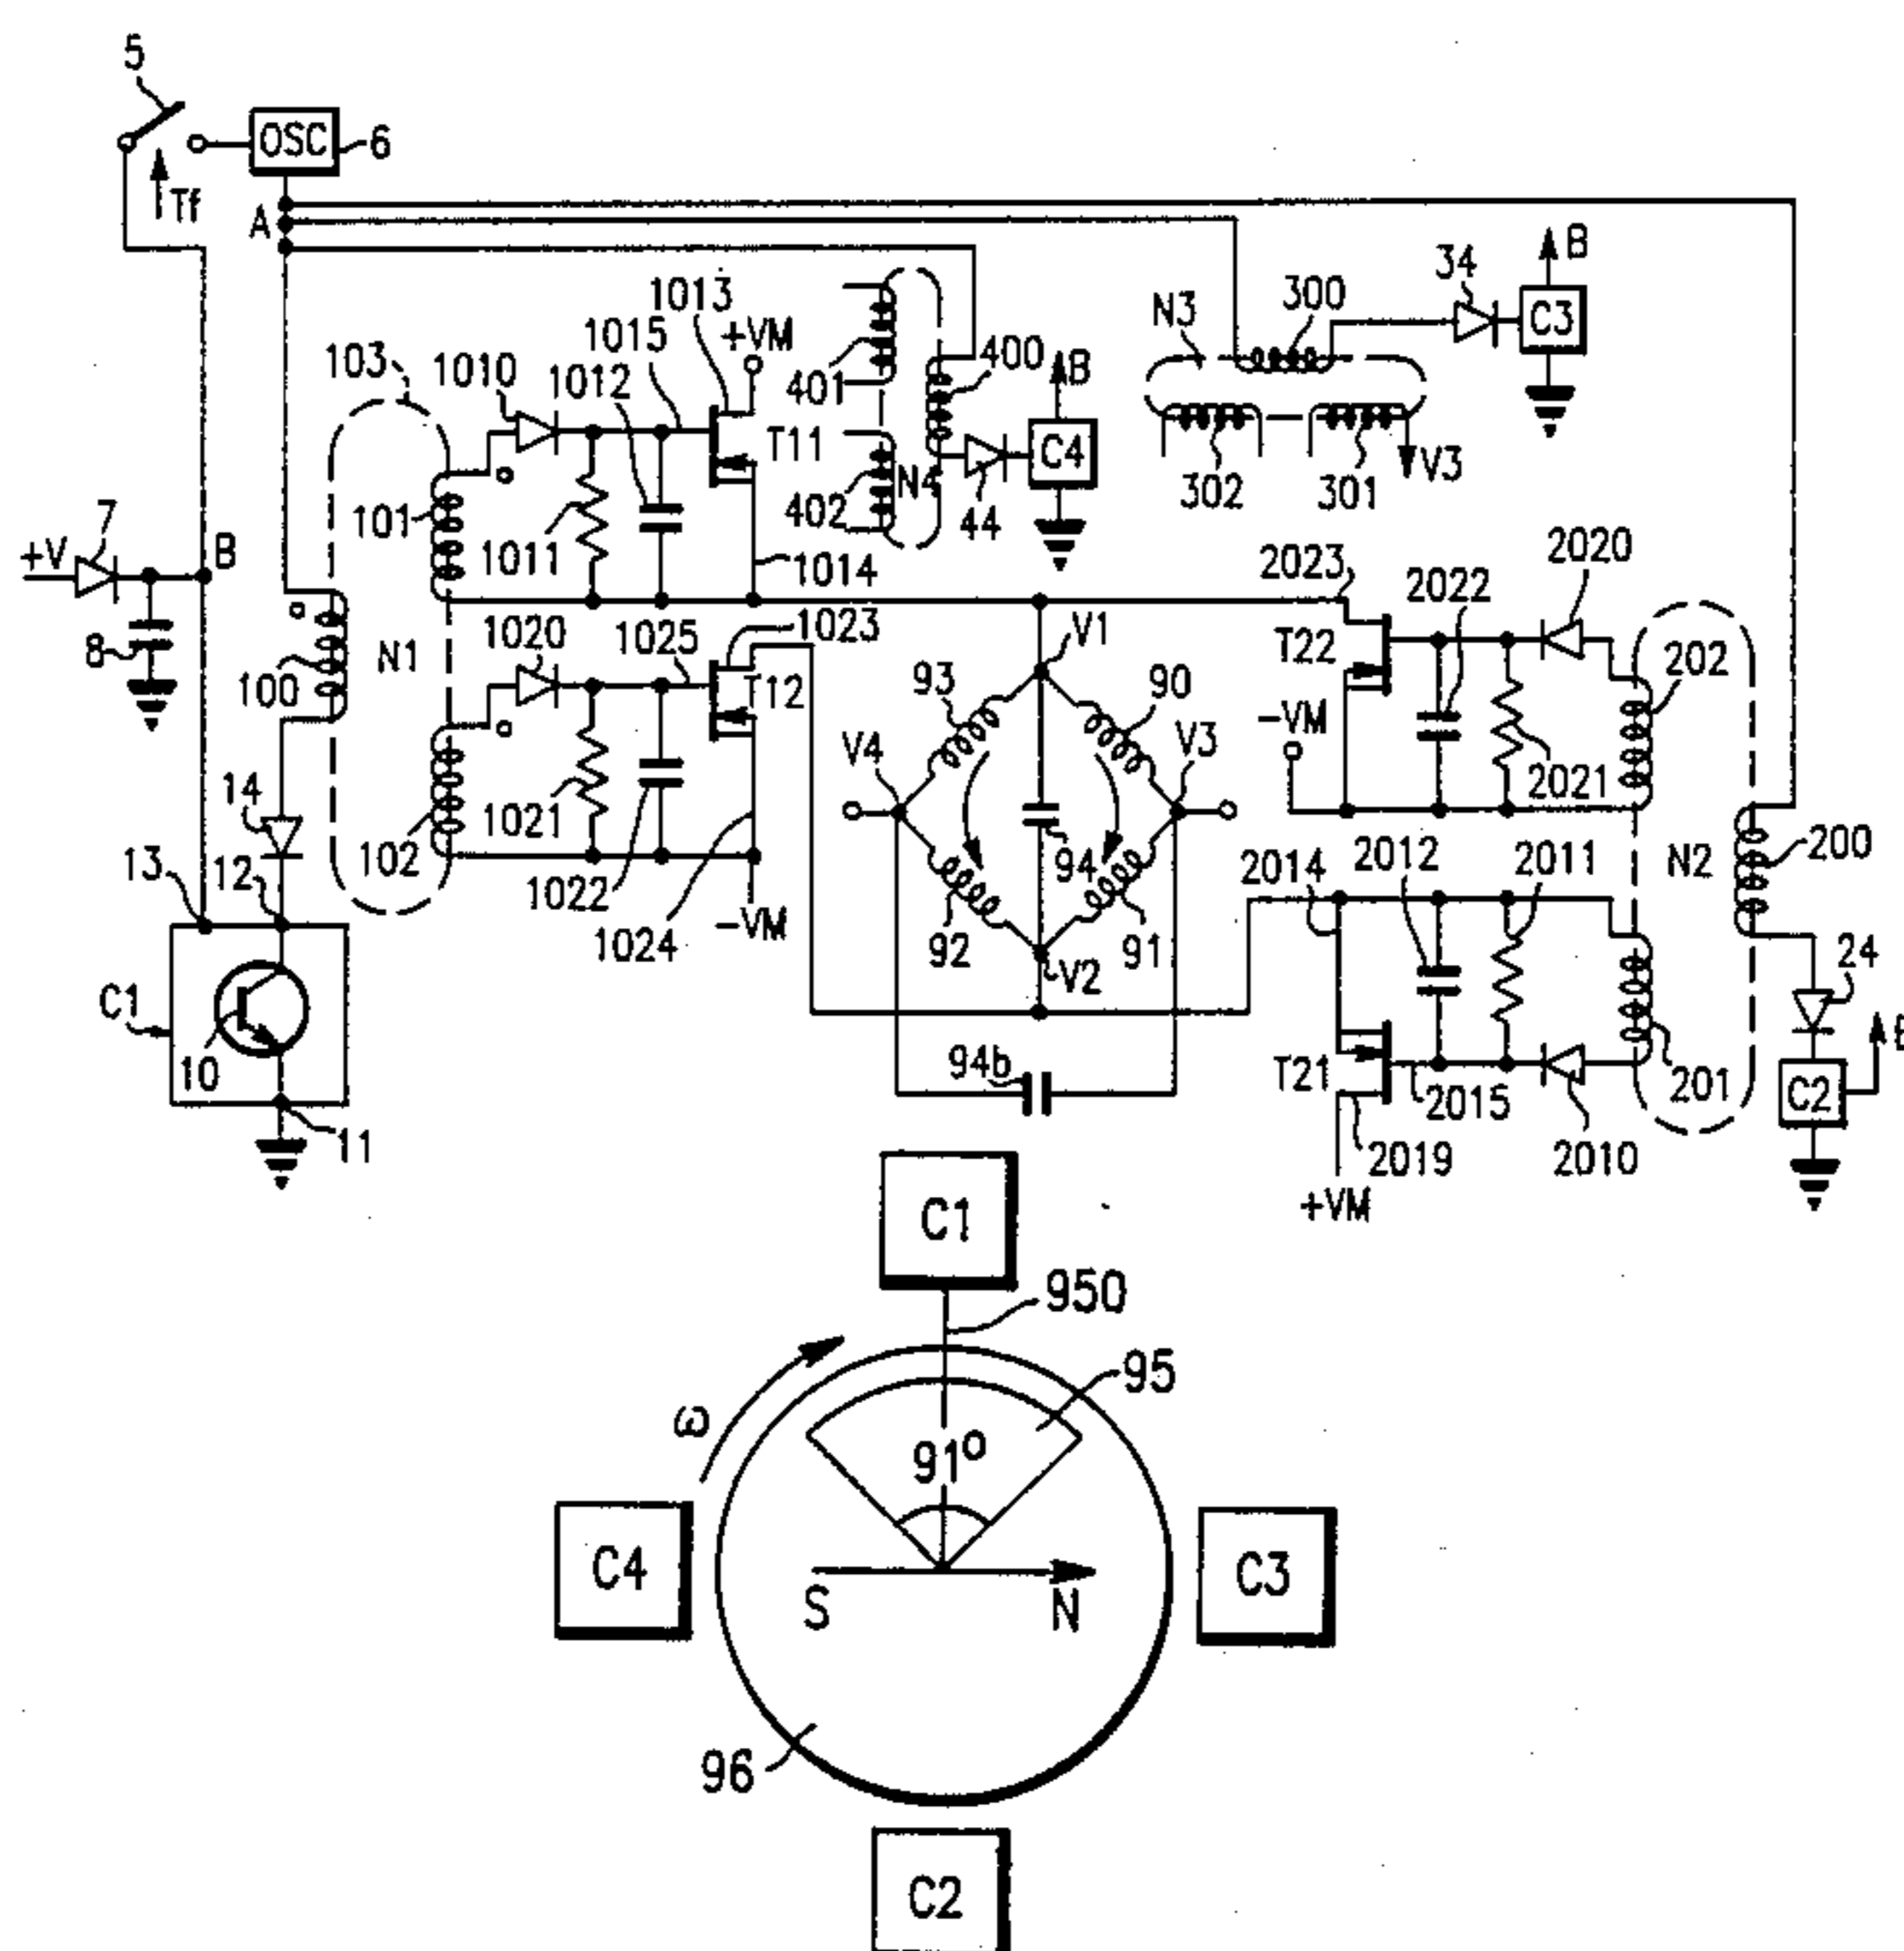 5
OSC
6
Tf
A
B
34
1013
N3
300
C3
1015
+VM
103
1010
1012
401
400
B
T11
C4
V3
7
101
402
N4
302
301
+V
B
1011
44
1014
2020
2023
2022
8
1020
1025
1023
V1
N1
T12
T22
202
100
93
90
-VM
V4
V3
14
1021
2021
102
13
12
1022
94
2014
2012
2011
N2
200
-VM
92
91
1024
V2
24
C1
10
94b
T21
2015
201
B
C2
11
2019
2010
+VM
C1
950
95
ω
91°
C4
C3
S
N
96
C2